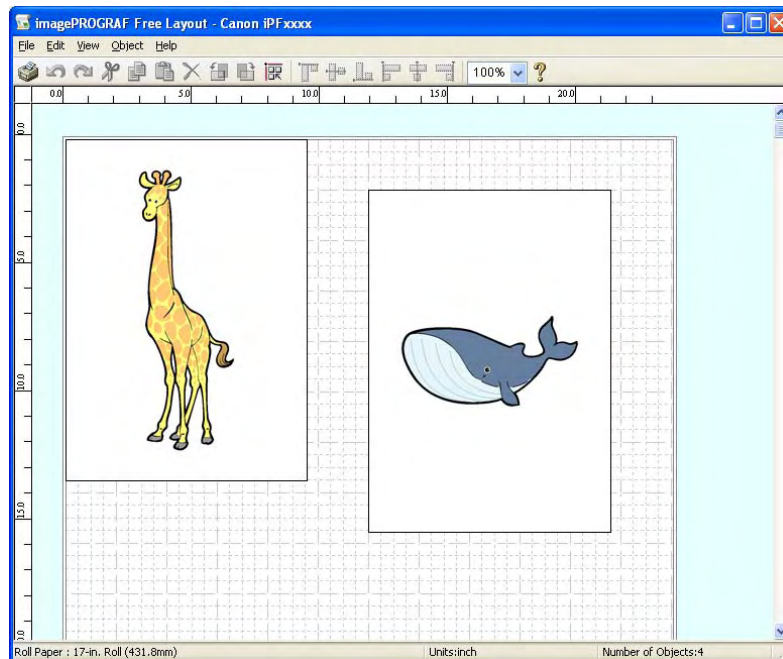 imagePROGRAF Free Layout - Canon iPFxxxx
File Edit View Object Help
100%
0.0 5.0 10.0 15.0 20.0
0.0
5.0
10.0
15.0
0.0
Roll Paper : 17-in. Roll (431.8mm) Units:inch Number of Objects:4